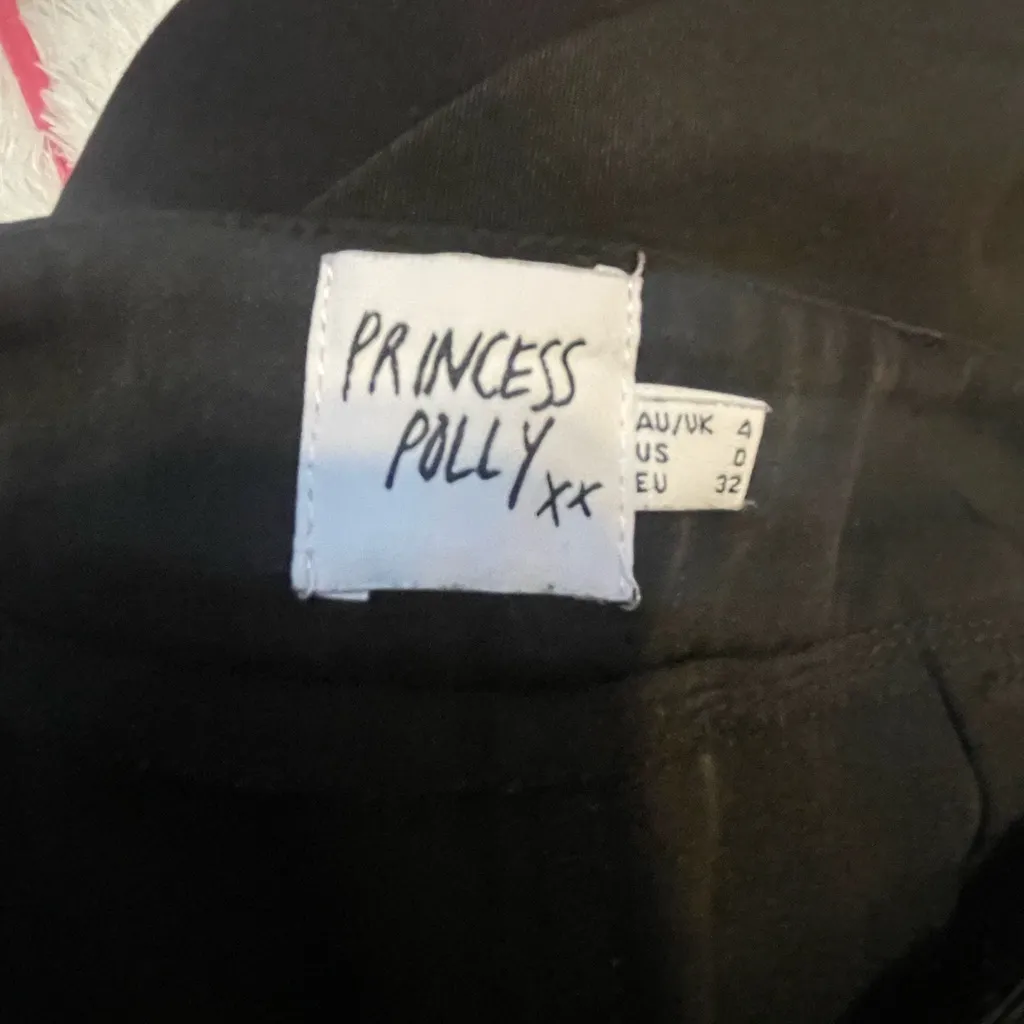 PRINCESS
POLLY xx
AU/UK 4
US 0
EU 32